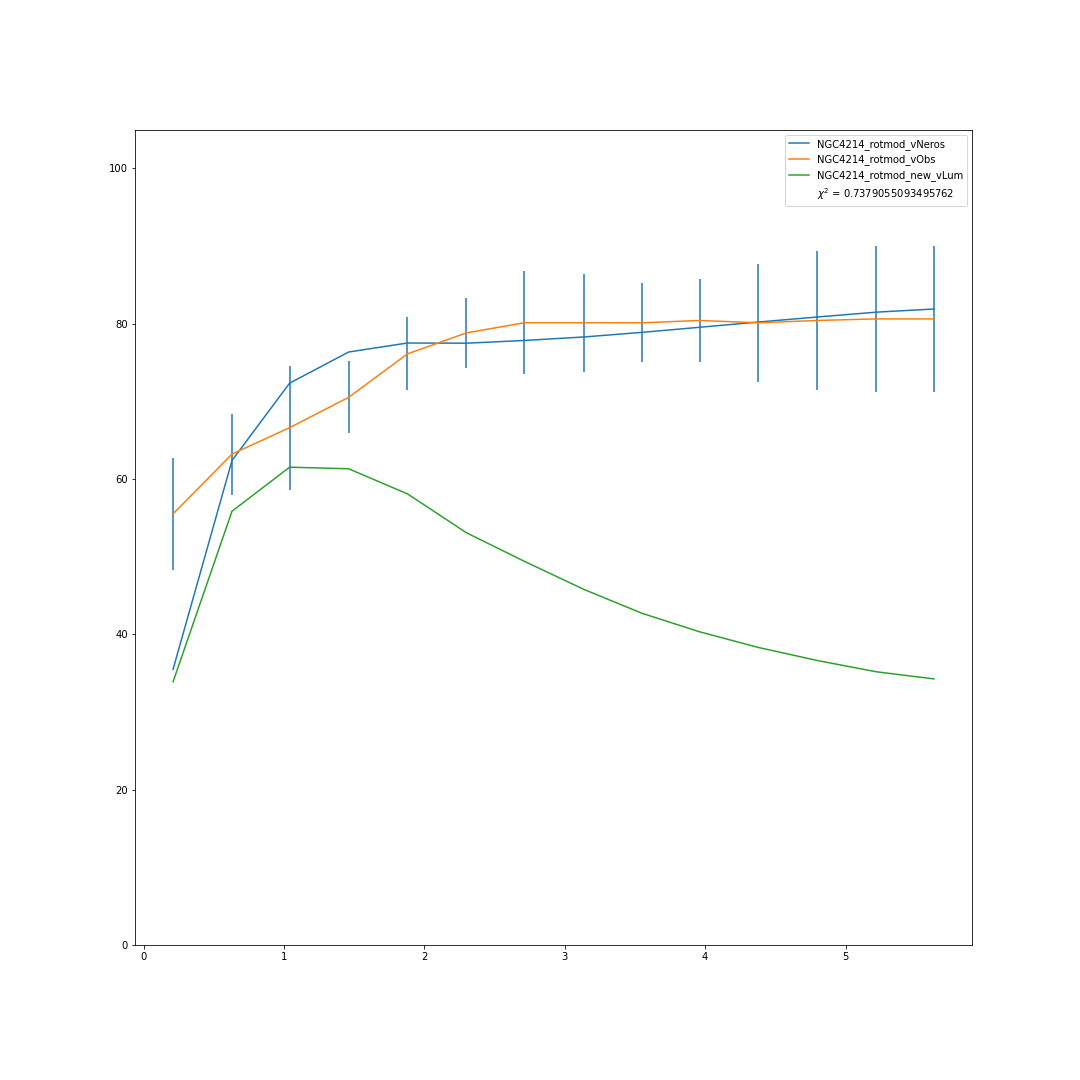 NGC4214_rotmod_vNeros
NGC4214_rotmod_vObs
NGC4214_rotmod_new_vLum
χ² = 0.7379055093495762
100
80
60
40
20
0
0 1 2 3 4 5